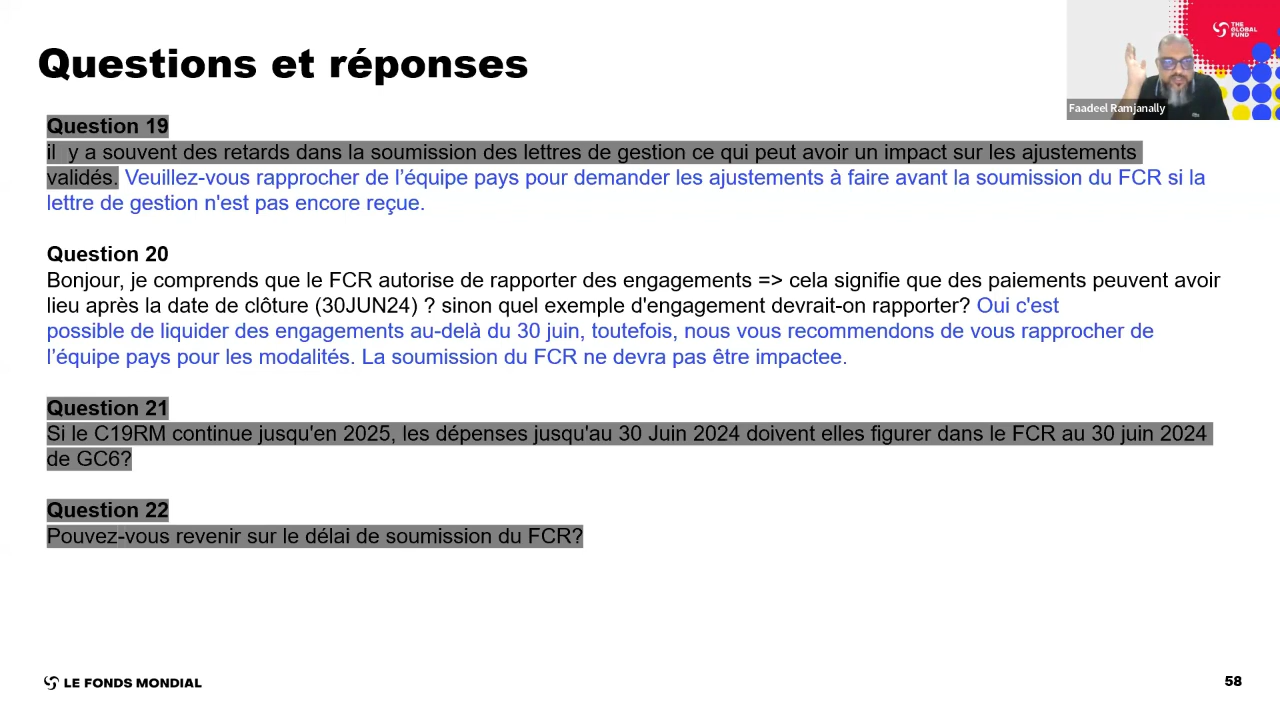 Questions et réponses
THE
GLOBAL
FUND
Faadeel Ramjanally
Question 19
il  y a souvent des retards dans la soumission des lettres de gestion ce qui peut avoir un impact sur les ajustements
validés. Veuillez-vous rapprocher de l’équipe pays pour demander les ajustements à faire avant la soumission du FCR si la
lettre de gestion n'est pas encore reçue.
Question 20
Bonjour, je comprends que le FCR autorise de rapporter des engagements => cela signifie que des paiements peuvent avoir
lieu après la date de clôture (30JUN24) ? sinon quel exemple d'engagement devrait-on rapporter? Oui c'est
possible de liquider des engagements au-delà du 30 juin, toutefois, nous vous recommendons de vous rapprocher de
l’équipe pays pour les modalités. La soumission du FCR ne devra pas être impactee.
Question 21
Si le C19RM continue jusqu'en 2025, les dépenses jusqu'au 30 Juin 2024 doivent elles figurer dans le FCR au 30 juin 2024
de GC6?
Question 22
Pouvez-vous revenir sur le délai de soumission du FCR?
LE FONDS MONDIAL
58